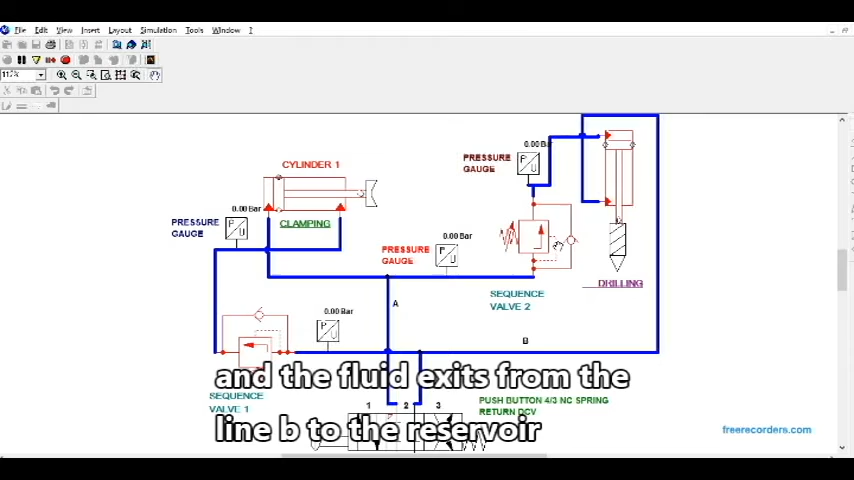 File Edit View Insert Layout Simulation Tools Window ?
117%
0.00 Bar
PRESSURE
GAUGE
P
U
CYLINDER 1
0.00 Bar
PRESSURE
GAUGE
P
U
CLAMPING
0.00 Bar
PRESSURE
GAUGE
P
U
SEQUENCE
VALVE 2
DRILLING
A
0.00 Bar
P
U
B
and the fluid exits from the
SEQUENCE
VALVE 1
1 2 3
PUSH BUTTON 4/3 NC SPRING
RETURN DCV
line b to the reservoir
freerecorders.com